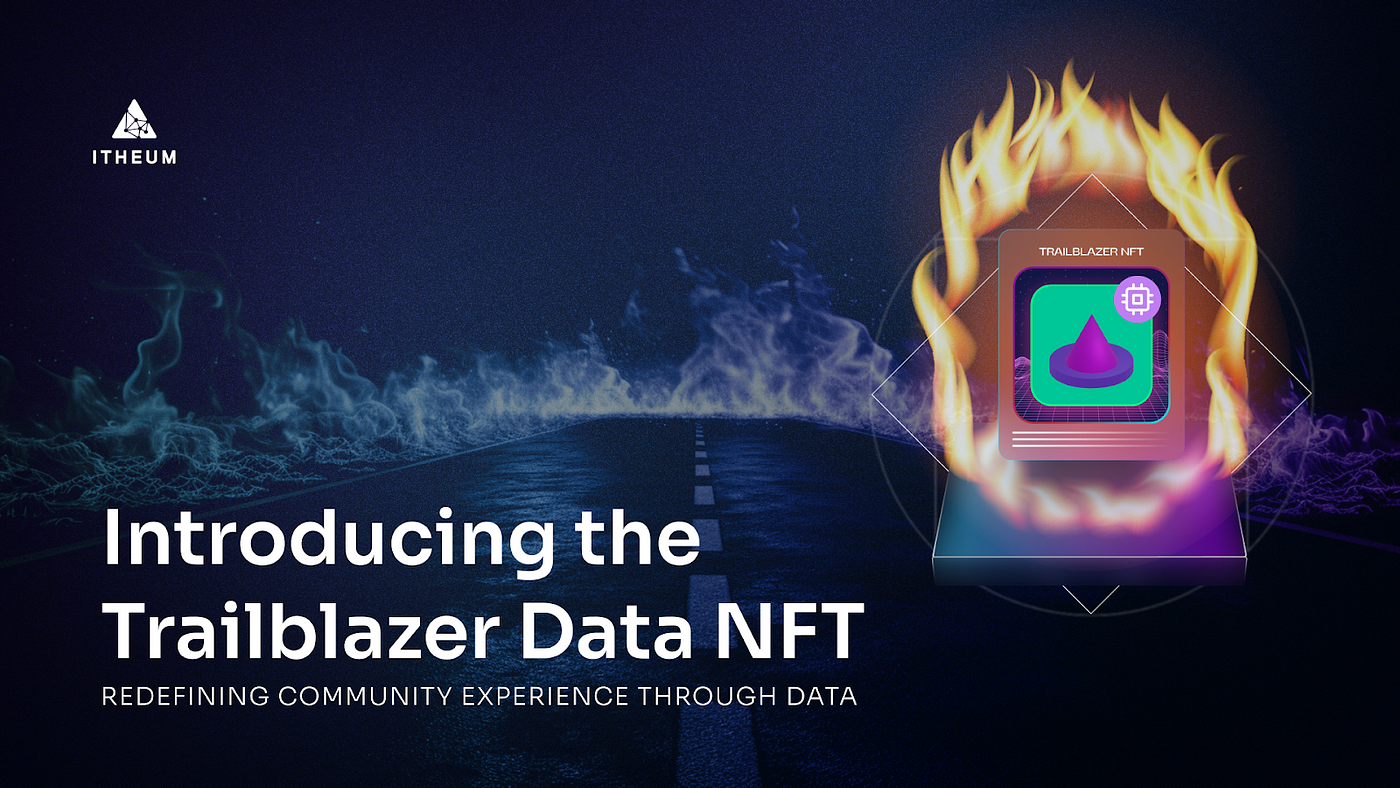 ITHEUM
TRAILBLAZER NFT
Introducing the
Trailblazer Data NFT
REDEFINING COMMUNITY EXPERIENCE THROUGH DATA